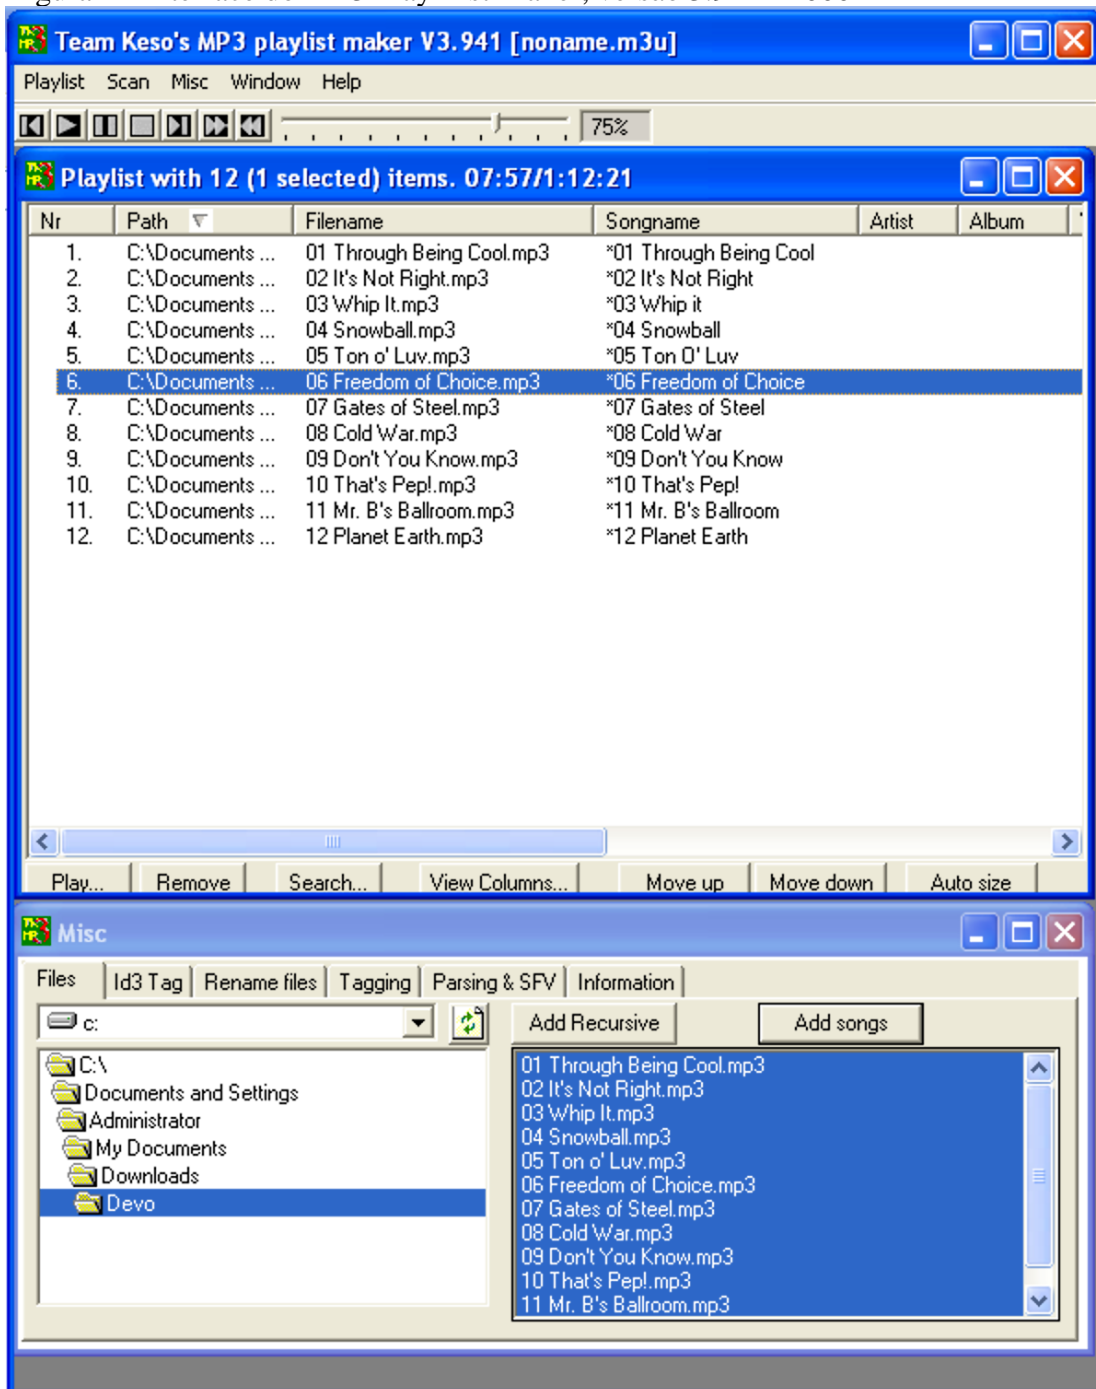 Team Keso's MP3 playlist maker V3.941 [noname.m3u]
Playlist Scan Misc Window Help
75%
Playlist with 12 (1 selected) items. 07:57/1:12:21
Nr Path Filename Songname Artist Album
1. C:\Documents ... 01 Through Being Cool.mp3 *01 Through Being Cool
2. C:\Documents ... 02 It's Not Right.mp3 *02 It's Not Right
3. C:\Documents ... 03 Whip It.mp3 *03 Whip it
4. C:\Documents ... 04 Snowball.mp3 *04 Snowball
5. C:\Documents ... 05 Ton o' Luv.mp3 *05 Ton O' Luv
6. C:\Documents ... 06 Freedom of Choice.mp3 *06 Freedom of Choice
7. C:\Documents ... 07 Gates of Steel.mp3 *07 Gates of Steel
8. C:\Documents ... 08 Cold War.mp3 *08 Cold War
9. C:\Documents ... 09 Don't You Know.mp3 *09 Don't You Know
10. C:\Documents ... 10 That's Pep!.mp3 *10 That's Pep!
11. C:\Documents ... 11 Mr. B's Ballroom.mp3 *11 Mr. B's Ballroom
12. C:\Documents ... 12 Planet Earth.mp3 *12 Planet Earth
Play... Remove Search... View Columns... Move up Move down Auto size
Misc
Files Id3 Tag Rename files Tagging Parsing & SFV Information
c: Add Recursive Add songs
C:\
Documents and Settings
Administrator
My Documents
Downloads
Devo
01 Through Being Cool.mp3
02 It's Not Right.mp3
03 Whip It.mp3
04 Snowball.mp3
05 Ton o' Luv.mp3
06 Freedom of Choice.mp3
07 Gates of Steel.mp3
08 Cold War.mp3
09 Don't You Know.mp3
10 That's Pep!.mp3
11 Mr. B's Ballroom.mp3